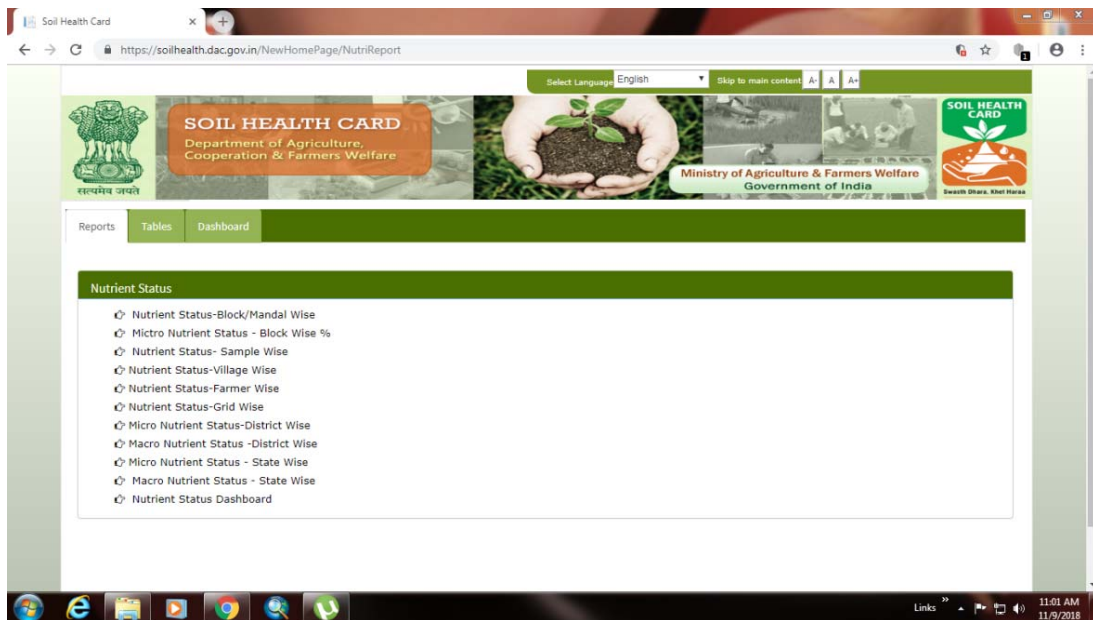 Soil Health Card
https://soilhealth.dac.gov.in/NewHomePage/NutriReport
1
Select Language English Skip to main content A- A A+
सत्यमेव जयते
SOIL HEALTH CARD
Department of Agriculture,
Cooperation & Farmers Welfare
Ministry of Agriculture & Farmers Welfare
Government of India
SOIL HEALTH
CARD
Swasth Dhara. Khet Haraa
Reports Tables Dashboard
Nutrient Status
Nutrient Status-Block/Mandal Wise
Mictro Nutrient Status - Block Wise %
Nutrient Status- Sample Wise
Nutrient Status-Village Wise
Nutrient Status-Farmer Wise
Nutrient Status-Grid Wise
Micro Nutrient Status-District Wise
Macro Nutrient Status -District Wise
Micro Nutrient Status - State Wise
Macro Nutrient Status - State Wise
Nutrient Status Dashboard
Links » 11:01 AM
11/9/2018